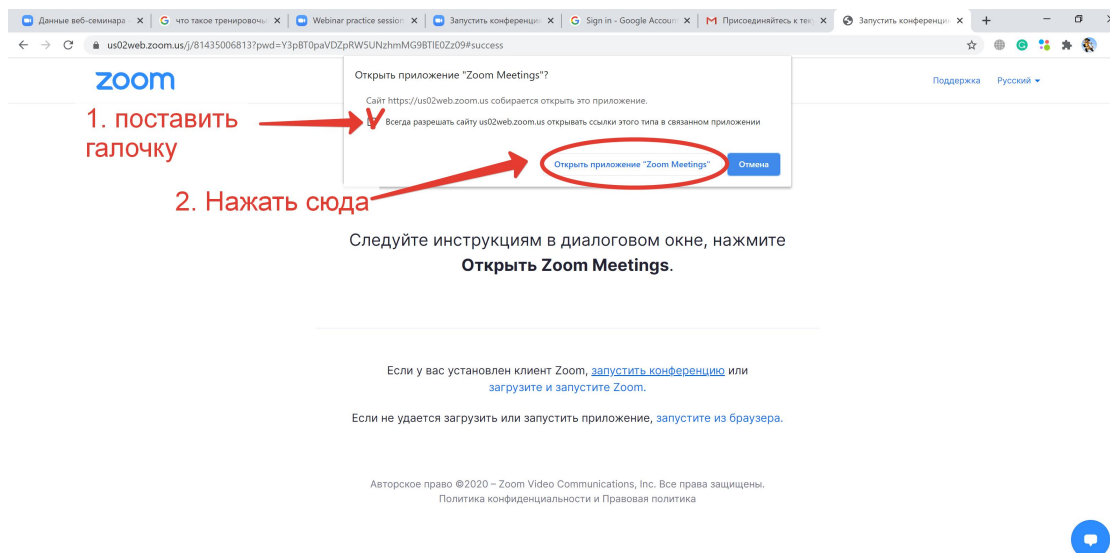 Данные веб-семинара
что такое тренировочн
Webinar practice session
Запустить конференци
Sign in - Google Accoun
Присоединяйтесь к тек
Запустить конференци
us02web.zoom.us/j/81435006813?pwd=Y3pBT0paVDZpRW5UNzhmMG9BTlE0Zz09#success
zoom
Открыть приложение "Zoom Meetings"?
Поддержка Русский
Сайт https://us02web.zoom.us собирается открыть это приложение.
1. поставить
галочку
Всегда разрешать сайту us02web.zoom.us открывать ссылки этого типа в связанном приложении
Открыть приложение "Zoom Meetings"
Отмена
2. Нажать сюда
Следуйте инструкциям в диалоговом окне, нажмите
Открыть Zoom Meetings.
Если у вас установлен клиент Zoom, запустить конференцию или
загрузите и запустите Zoom.
Если не удается загрузить или запустить приложение, запустите из браузера.
Авторское право ©2020 – Zoom Video Communications, Inc. Все права защищены.
Политика конфиденциальности и Правовая политика